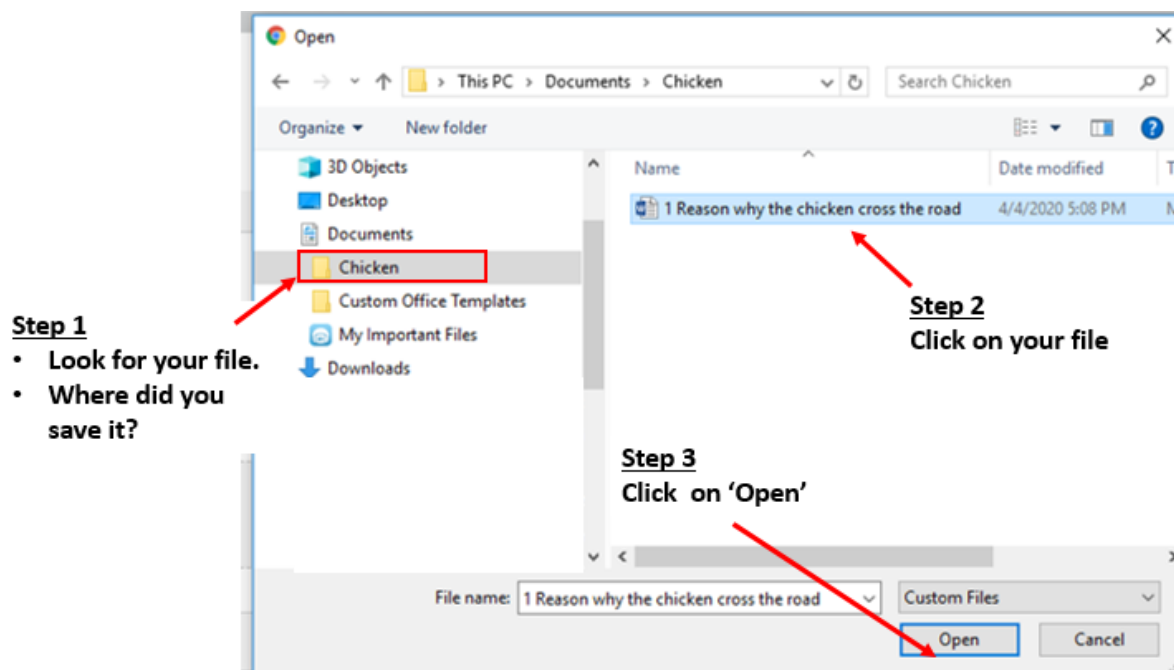 Open
This PC > Documents > Chicken
Search Chicken
Organize
New folder
3D Objects
Desktop
Documents
Chicken
Custom Office Templates
My Important Files
Downloads
Name
Date modified
T
1 Reason why the chicken cross the road
4/4/2020 5:08 PM
M
Step 1
• Look for your file.
• Where did you
save it?
Step 2
Click on your file
Step 3
Click on ‘Open’
File name:
1 Reason why the chicken cross the road
Custom Files
Open
Cancel